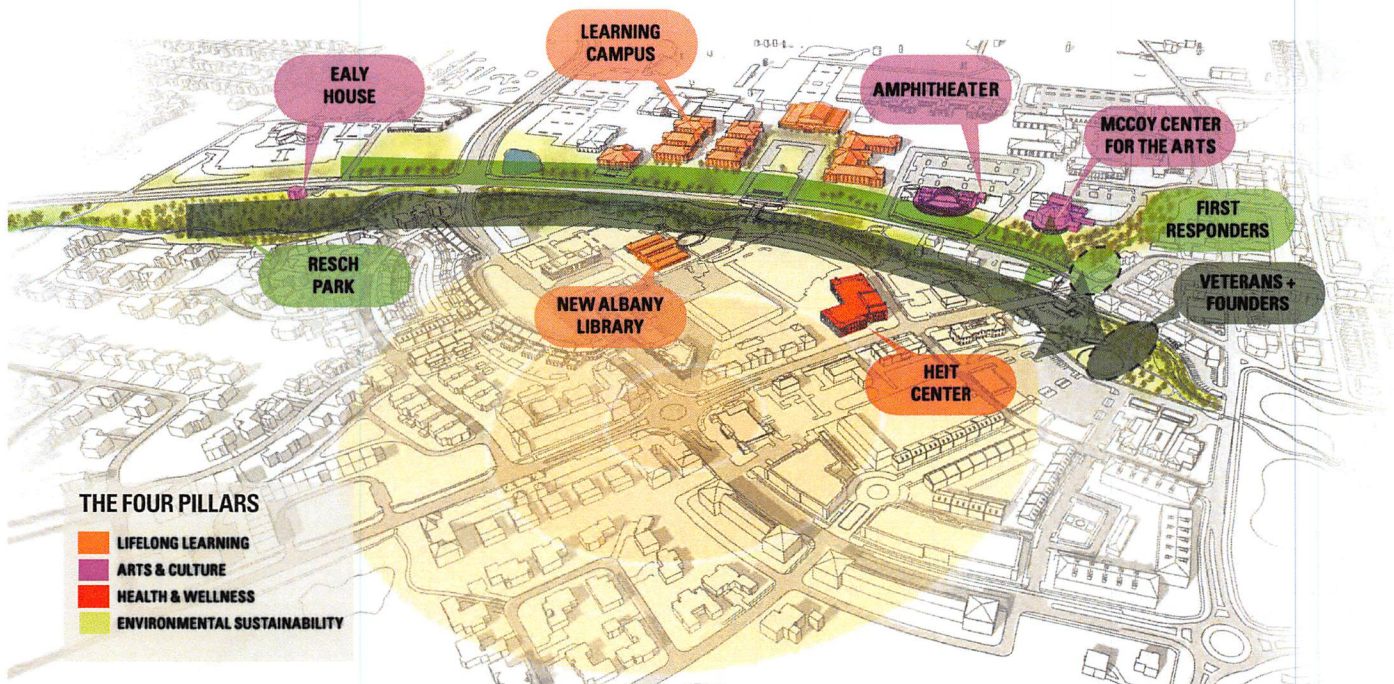 LEARNING
CAMPUS
EALY
HOUSE
AMPHITHEATER
MCCOY CENTER
FOR THE ARTS
FIRST
RESPONDERS
RESCH
PARK
VETERANS +
FOUNDERS
NEW ALBANY
LIBRARY
HEIT
CENTER
THE FOUR PILLARS
LIFELONG LEARNING
ARTS & CULTURE
HEALTH & WELLNESS
ENVIRONMENTAL SUSTAINABILITY